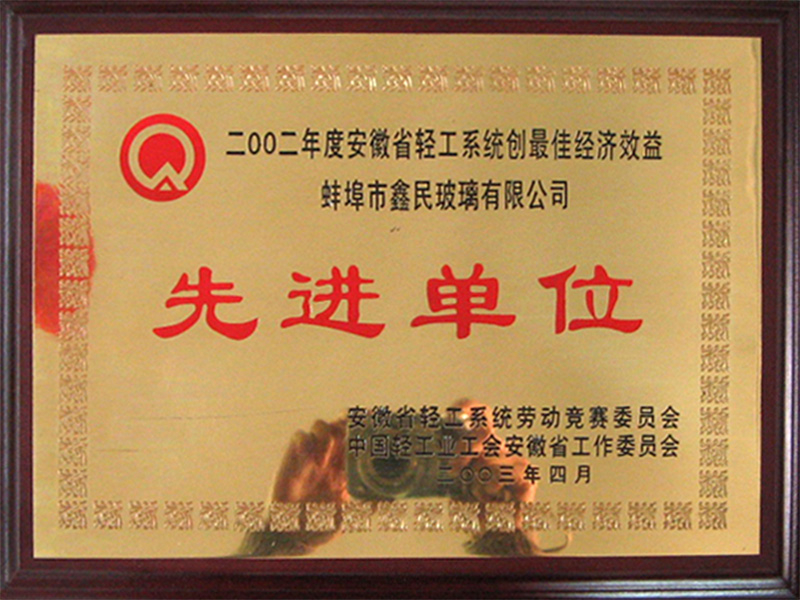 二00二年度安徽省轻工系统创最佳经济效益
蚌埠市鑫民玻璃有限公司
先进单位
安徽省轻工系统劳动竞赛委员会
中国轻工业工会安徽省工作委员会
二〇〇三年四月